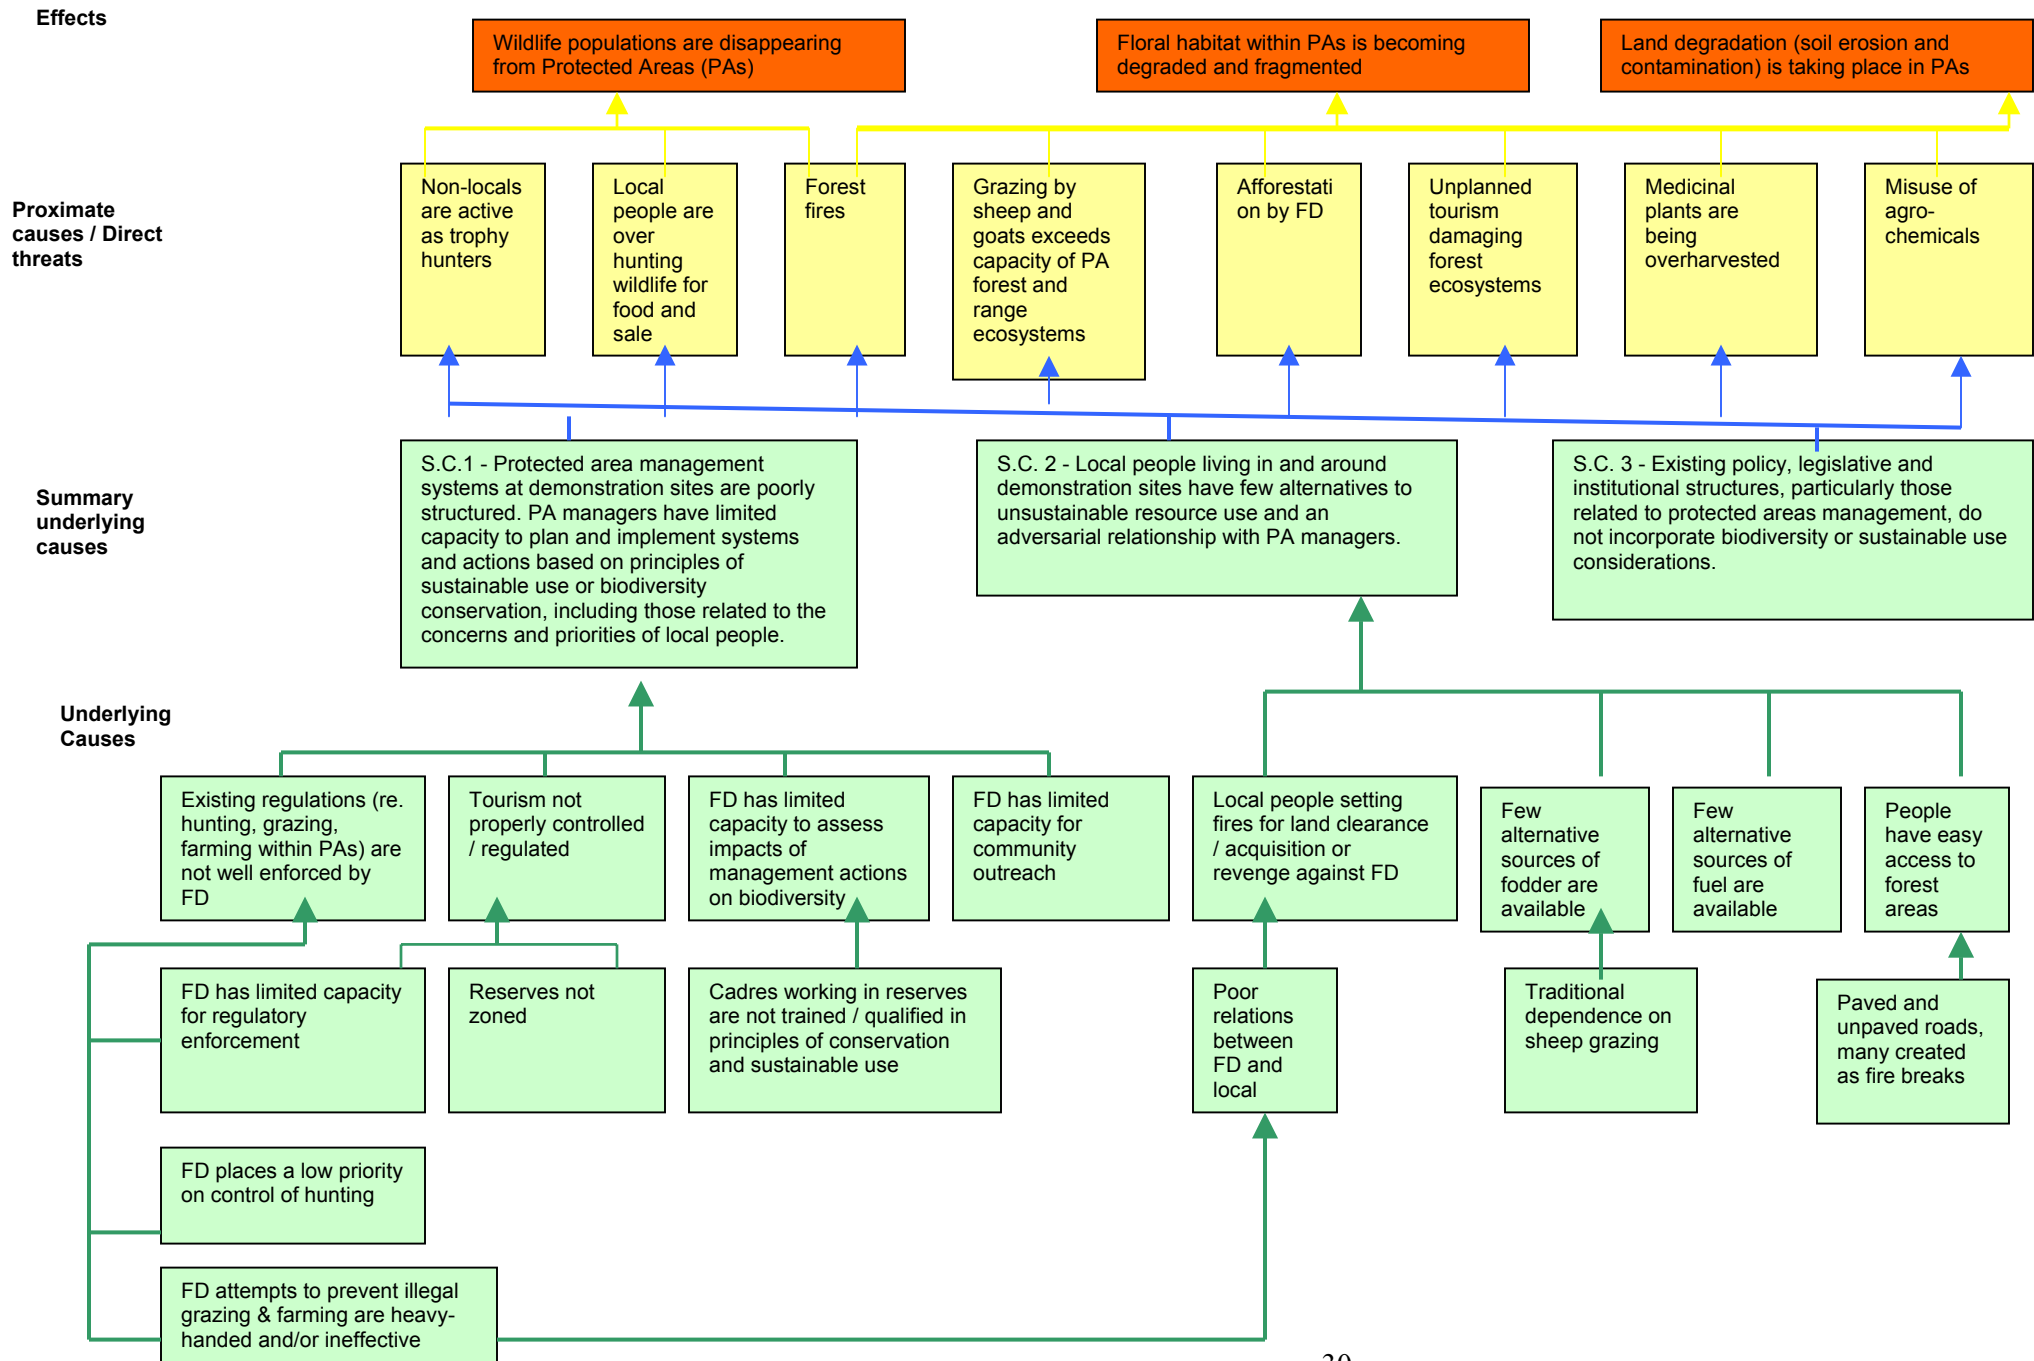 Effects
Wildlife populations are disappearing
from Protected Areas (PAs)
Floral habitat within PAs is becoming
degraded and fragmented
Land degradation (soil erosion and
contamination) is taking place in PAs
Proximate
causes / Direct
threats
Non-locals
are active
as trophy
hunters
Local
people are
over
hunting
wildlife for
food and
sale
Forest
fires
Grazing by
sheep and
goats exceeds
capacity of PA
forest and
range
ecosystems
Afforestati
on by FD
Unplanned
tourism
damaging
forest
ecosystems
Medicinal
plants are
being
overharvested
Misuse of
agro-
chemicals
Summary
underlying
causes
S.C.1 - Protected area management
systems at demonstration sites are poorly
structured. PA managers have limited
capacity to plan and implement systems
and actions based on principles of
sustainable use or biodiversity
conservation, including those related to the
concerns and priorities of local people.
S.C. 2 - Local people living in and around
demonstration sites have few alternatives to
unsustainable resource use and an
adversarial relationship with PA managers.
S.C. 3 - Existing policy, legislative and
institutional structures, particularly those
related to protected areas management, do
not incorporate biodiversity or sustainable use
considerations.
Underlying
Causes
Existing regulations (re.
hunting, grazing,
farming within PAs) are
not well enforced by
FD
Tourism not
properly controlled
/ regulated
FD has limited
capacity to assess
impacts of
management actions
on biodiversity
FD has limited
capacity for
community
outreach
Local people setting
fires for land clearance
/ acquisition or
revenge against FD
Few
alternative
sources of
fodder are
available
Few
alternative
sources of
fuel are
available
People
have easy
access to
forest
areas
FD has limited capacity
for regulatory
enforcement
Reserves not
zoned
Cadres working in reserves
are not trained / qualified in
principles of conservation
and sustainable use
Poor
relations
between
FD and
local
Traditional
dependence on
sheep grazing
Paved and
unpaved roads,
many created
as fire breaks
FD places a low priority
on control of hunting
FD attempts to prevent illegal
grazing & farming are heavy-
handed and/or ineffective
30